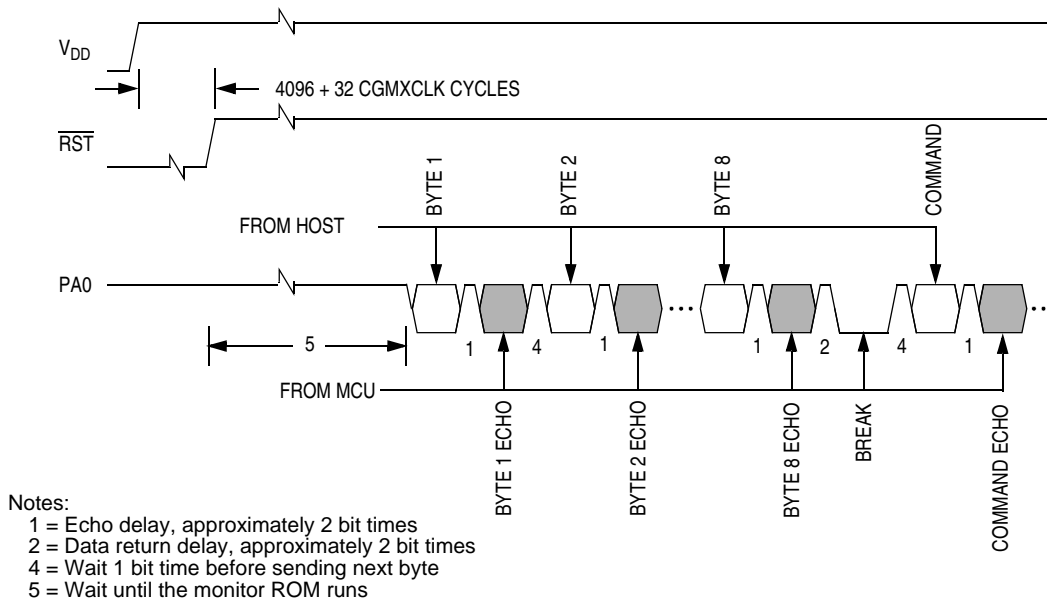 VDD
4096 + 32 CGMXCLK CYCLES
RST
BYTE 1
BYTE 2
BYTE 8
COMMAND
FROM HOST
PA0
5
1
4
1
1
2
4
1
FROM MCU
BYTE 1 ECHO
BYTE 2 ECHO
BYTE 8 ECHO
BREAK
COMMAND ECHO
Notes:
1 = Echo delay, approximately 2 bit times
2 = Data return delay, approximately 2 bit times
4 = Wait 1 bit time before sending next byte
5 = Wait until the monitor ROM runs